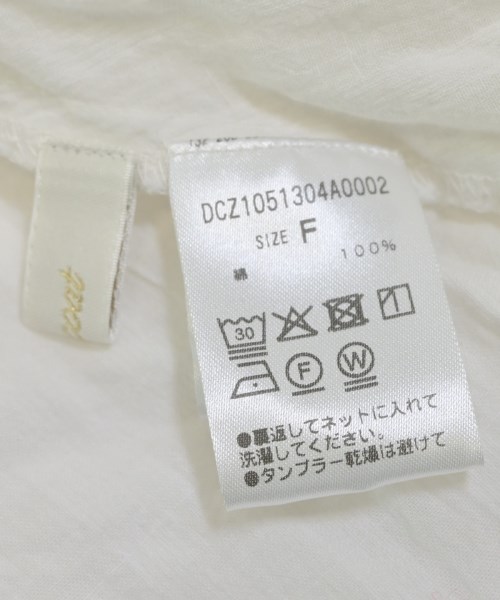 DCZ1051304A0002
SIZE F
綿 100%
30
F W
●裏返してネットに入れて
洗濯してください。
●タンブラー乾燥は避けて